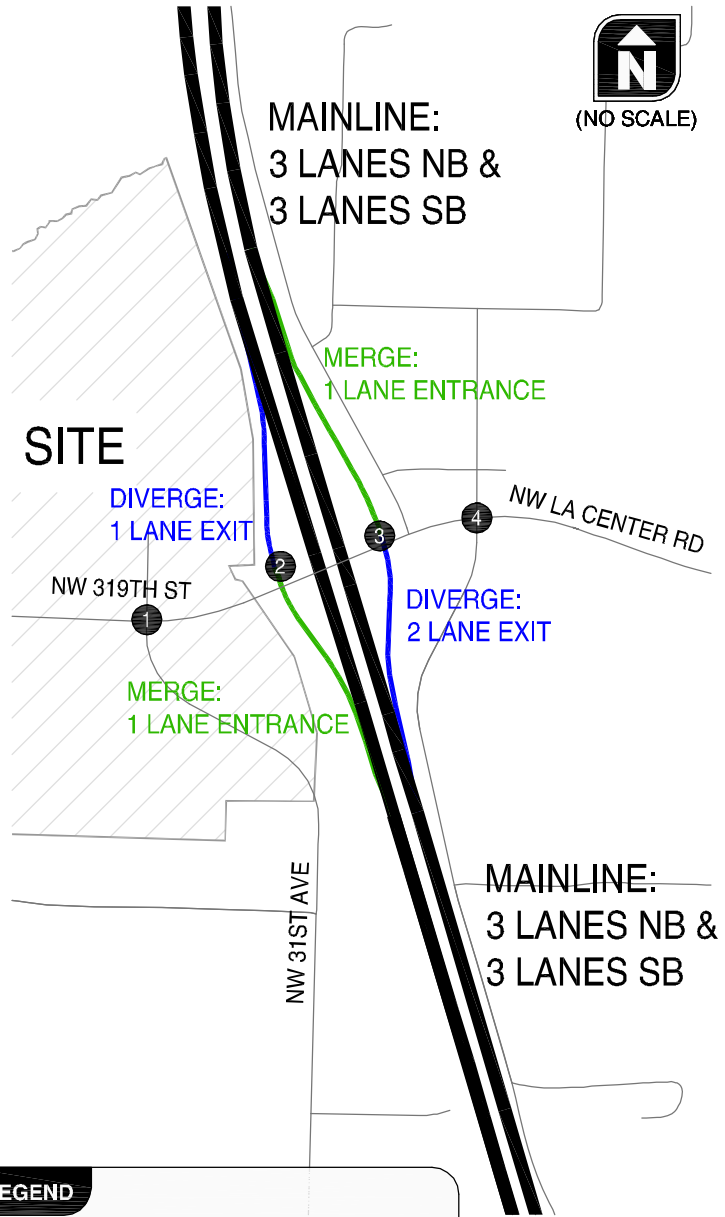 N
(NO SCALE)
MAINLINE:
3 LANES NB &
3 LANES SB
MERGE:
1 LANE ENTRANCE
SITE
DIVERGE:
1 LANE EXIT
NW LA CENTER RD
4
3
2
NW 319TH ST
1
DIVERGE:
2 LANE EXIT
MERGE:
1 LANE ENTRANCE
NW 31ST AVE
MAINLINE:
3 LANES NB &
3 LANES SB
EGEND